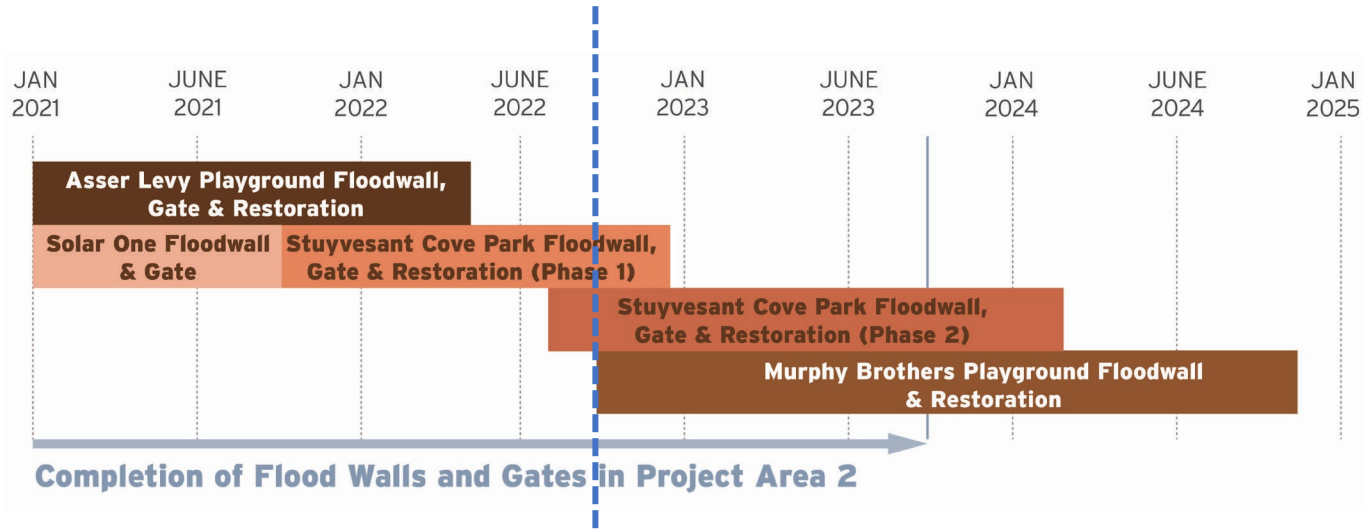 JAN JUNE JAN JUNE JAN JUNE JAN JUNE JAN
2021 2021 2022 2022 2023 2023 2024 2024 2025
Asser Levy Playground Floodwall,
Gate & Restoration
Solar One Floodwall
& Gate
Stuyvesant Cove Park Floodwall,
Gate & Restoration (Phase 1)
Stuyvesant Cove Park Floodwall,
Gate & Restoration (Phase 2)
Murphy Brothers Playground Floodwall
& Restoration
Completion of Flood Walls and Gates in Project Area 2